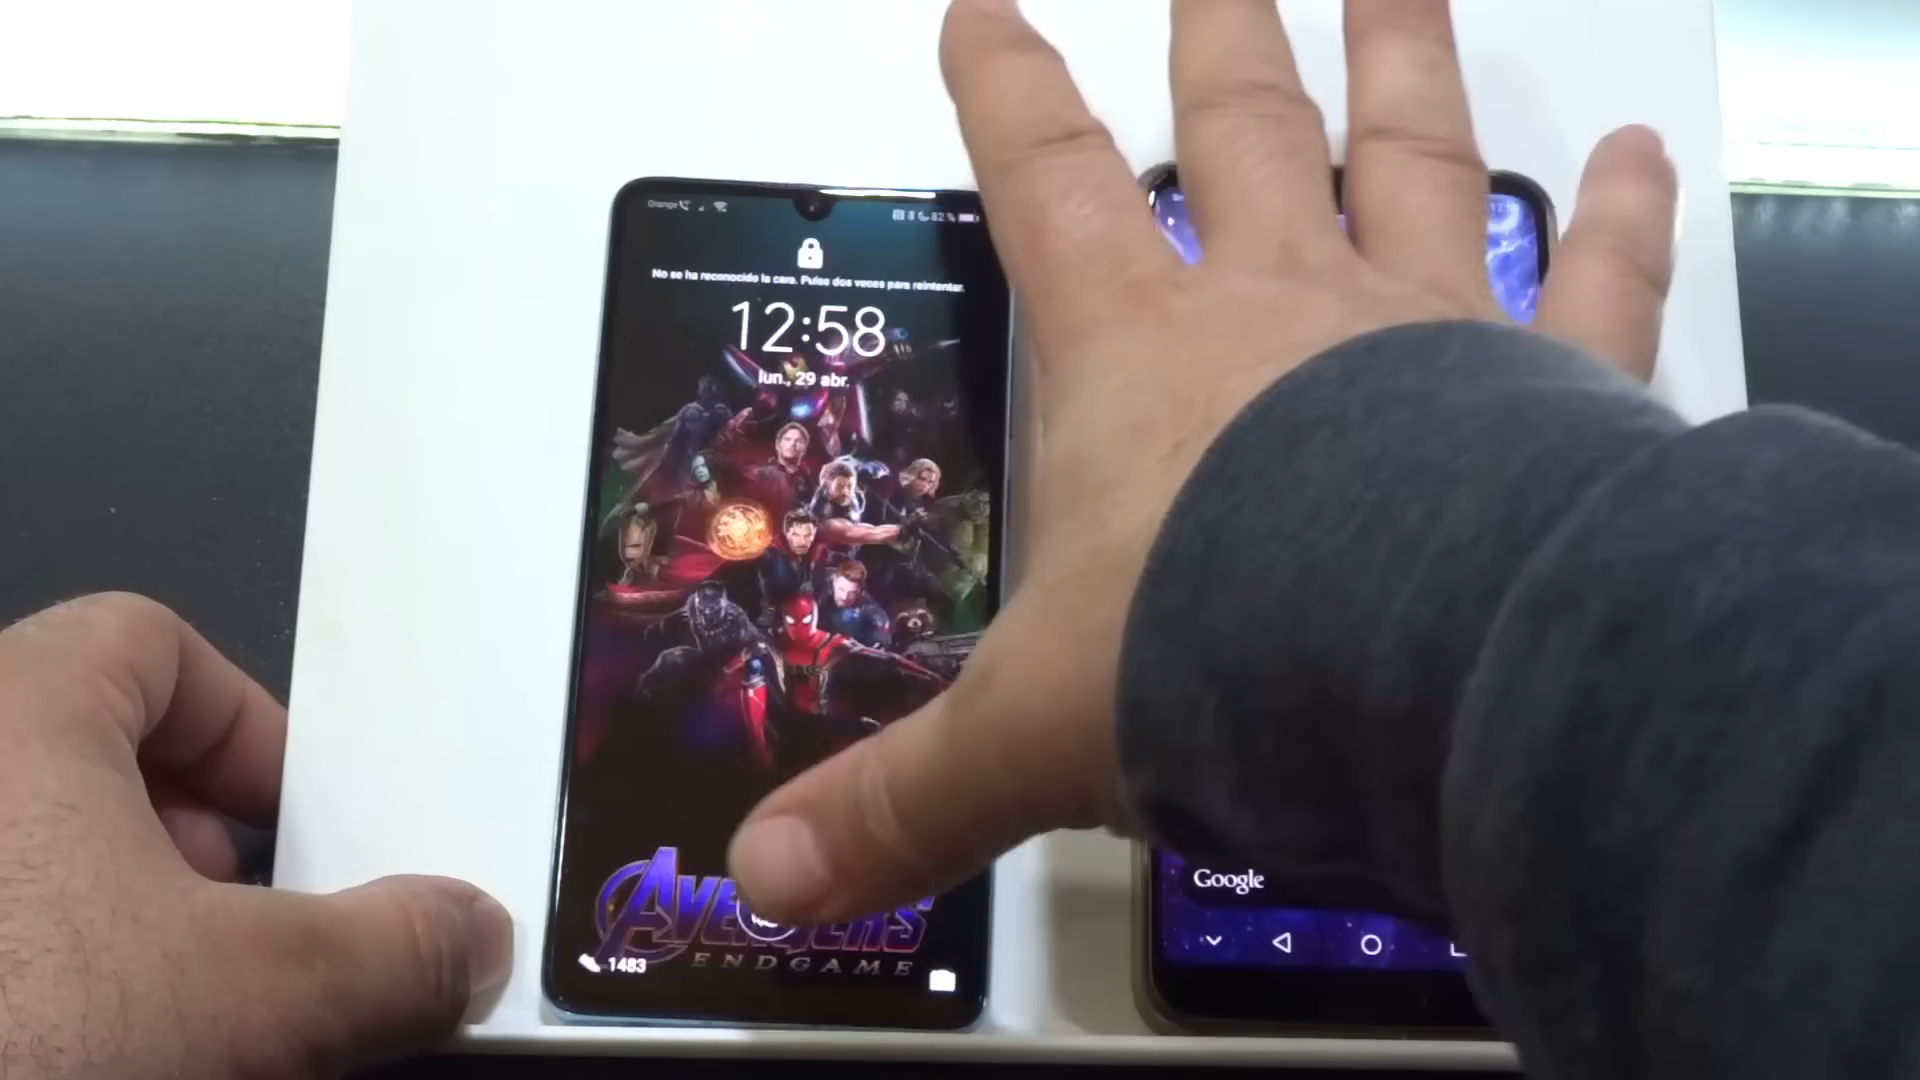 Orange
82 %
No se ha reconocido la cara. Pulse dos veces para reintentar.
12:58
lun., 29 abr.
AVENGERS
ENDGAME
1483
Google